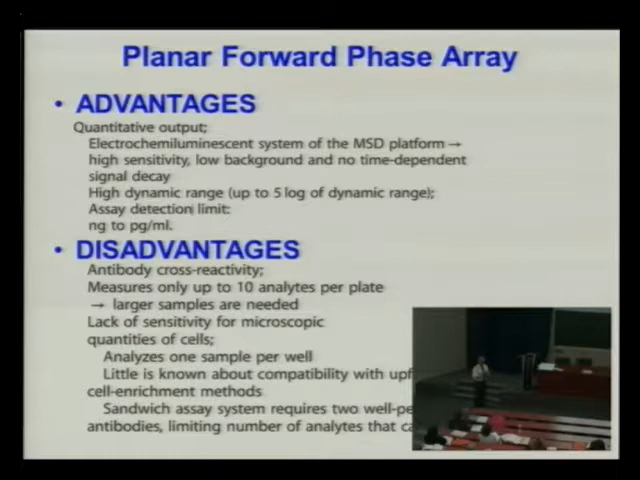 Planar Forward Phase Array
• ADVANTAGES
Quantitative output;
Electrochemiluminescent system of the MSD platform →
high sensitivity, low background and no time-dependent
signal decay
High dynamic range (up to 5 log of dynamic range);
Assay detection limit:
ng to pg/ml.
• DISADVANTAGES
Antibody cross-reactivity;
Measures only up to 10 analytes per plate
→ larger samples are needed
Lack of sensitivity for microscopic
quantities of cells;
Analyzes one sample per well
Little is known about compatibility with
cell-enrichment methods
Sandwich assay system requires two
antibodies, limiting number of analytes that